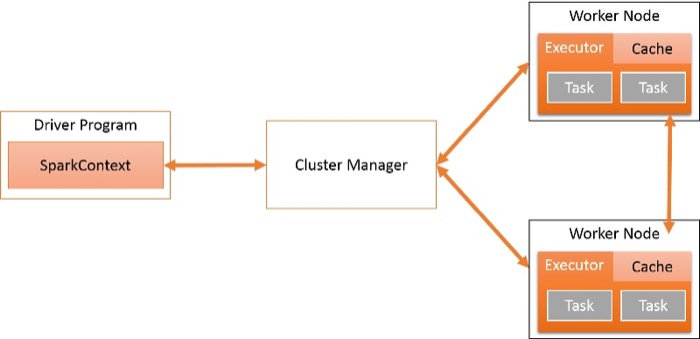 Driver Program
SparkContext
Cluster Manager
Worker Node
Executor Cache
Task Task
Worker Node
Executor Cache
Task Task